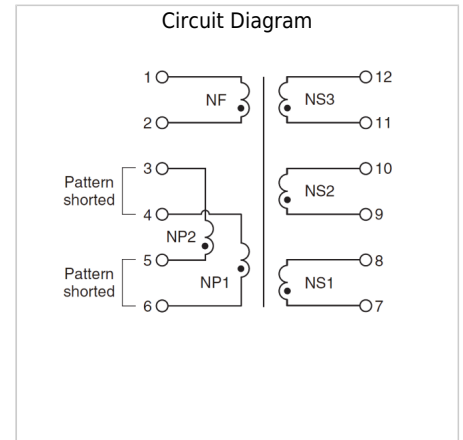 Circuit Diagram
1
12
NF
NS3
2
11
3
10
Pattern
shorted
NS2
4
9
NP2
5
8
Pattern
shorted
NP1
NS1
6
7